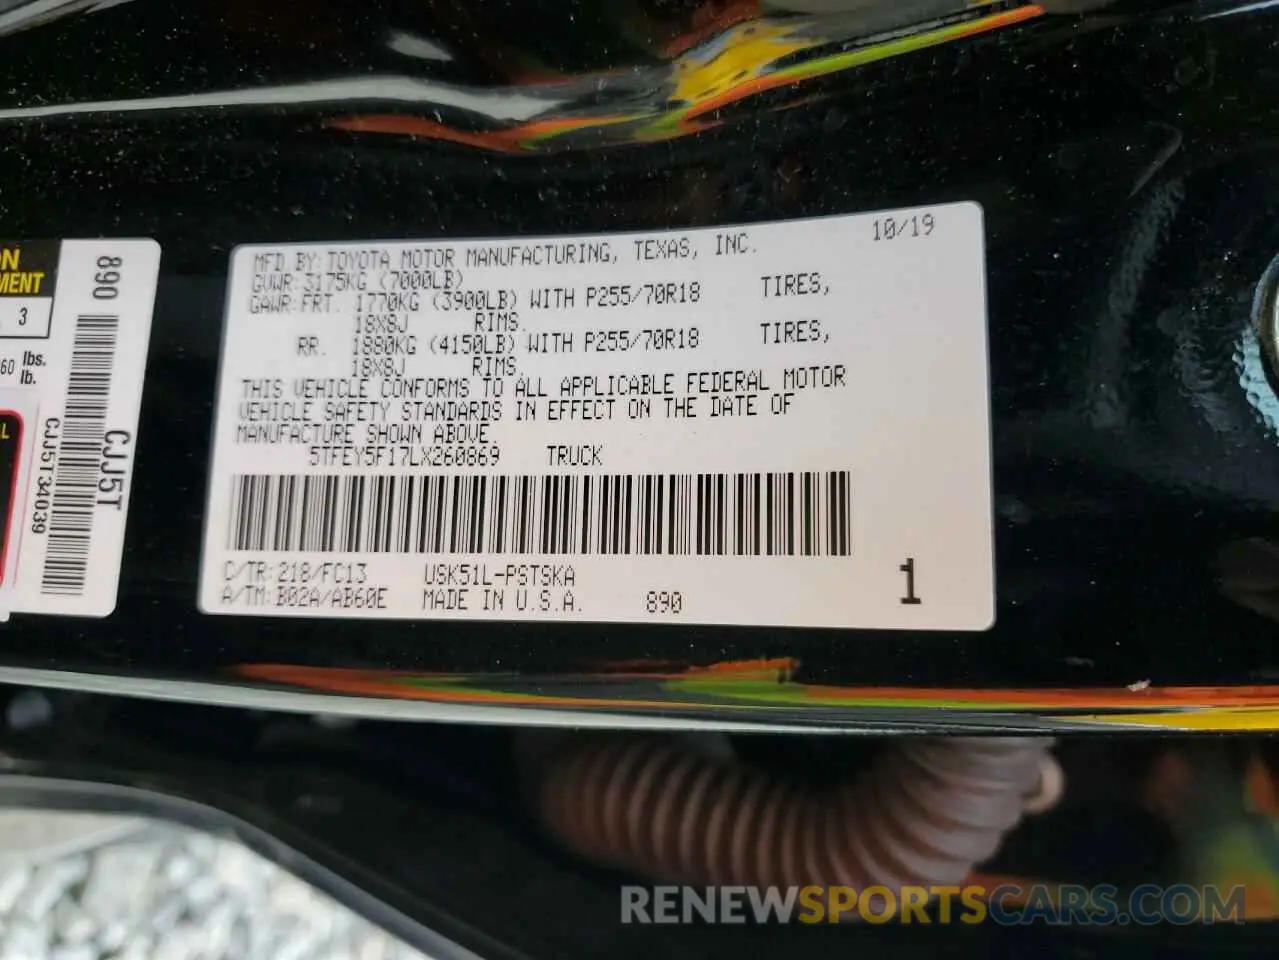 ON
MENT
3
60 lbs.
lb.
L
890
CJJ5T
CJJ5T34039
10/19
MFD BY: TOYOTA MOTOR MANUFACTURING, TEXAS, INC.
GVWR: 3175KG (7000LB)
GAWR: FRT. 1770KG (3900LB) WITH P255/70R18 TIRES,
18X8J RIMS.
RR. 1880KG (4150LB) WITH P255/70R18 TIRES,
18X8J RIMS.
THIS VEHICLE CONFORMS TO ALL APPLICABLE FEDERAL MOTOR
VEHICLE SAFETY STANDARDS IN EFFECT ON THE DATE OF
MANUFACTURE SHOWN ABOVE.
5TFEY5F17LX260869 TRUCK
C/TR: 218/FC13 USK51L-PSTSKA
A/TM: B02A/AB60E MADE IN U.S.A. 890
1
RENEWSPORTSCARS.COM